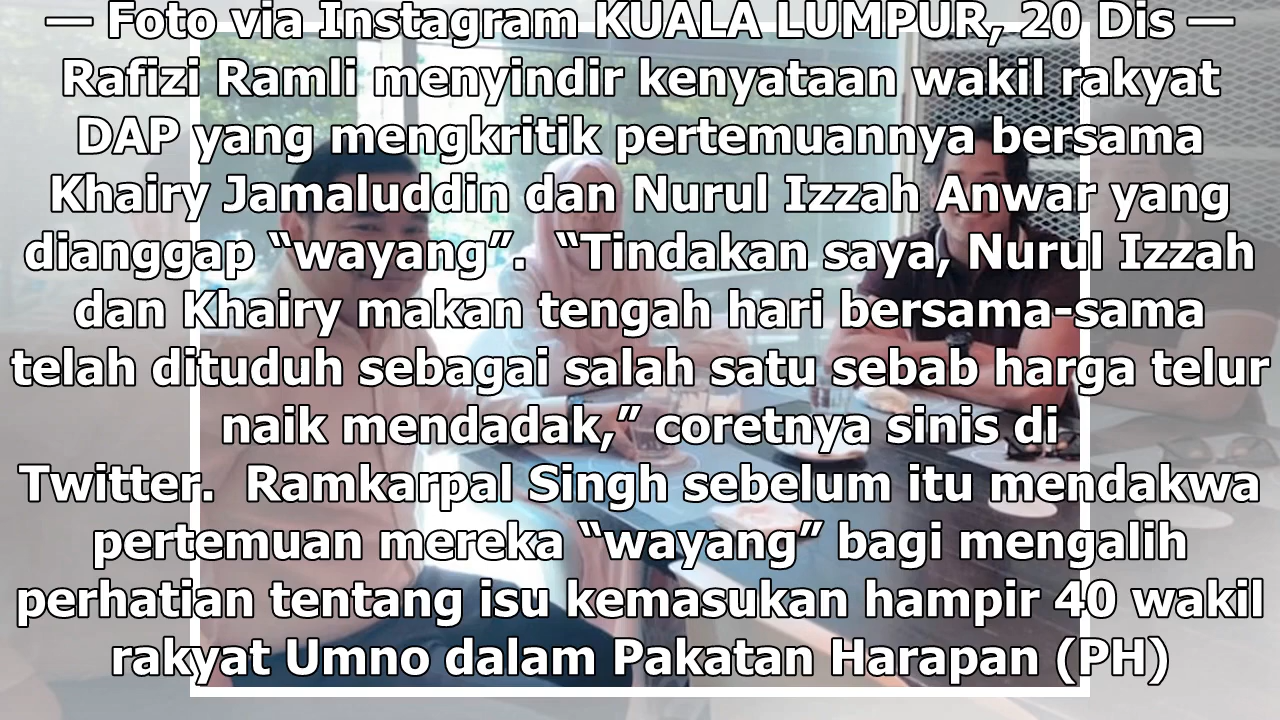 — Foto via Instagram KUALA LUMPUR, 20 Dis —
Rafizi Ramli menyindir kenyataan wakil rakyat
DAP yang mengkritik pertemuannya bersama
Khairy Jamaluddin dan Nurul Izzah Anwar yang
dianggap “wayang”.  “Tindakan saya, Nurul Izzah
dan Khairy makan tengah hari bersama-sama
telah dituduh sebagai salah satu sebab harga telur
naik mendadak,” coretnya sinis di
Twitter.  Ramkarpal Singh sebelum itu mendakwa
pertemuan mereka “wayang” bagi mengalih
perhatian tentang isu kemasukan hampir 40 wakil
rakyat Umno dalam Pakatan Harapan (PH)